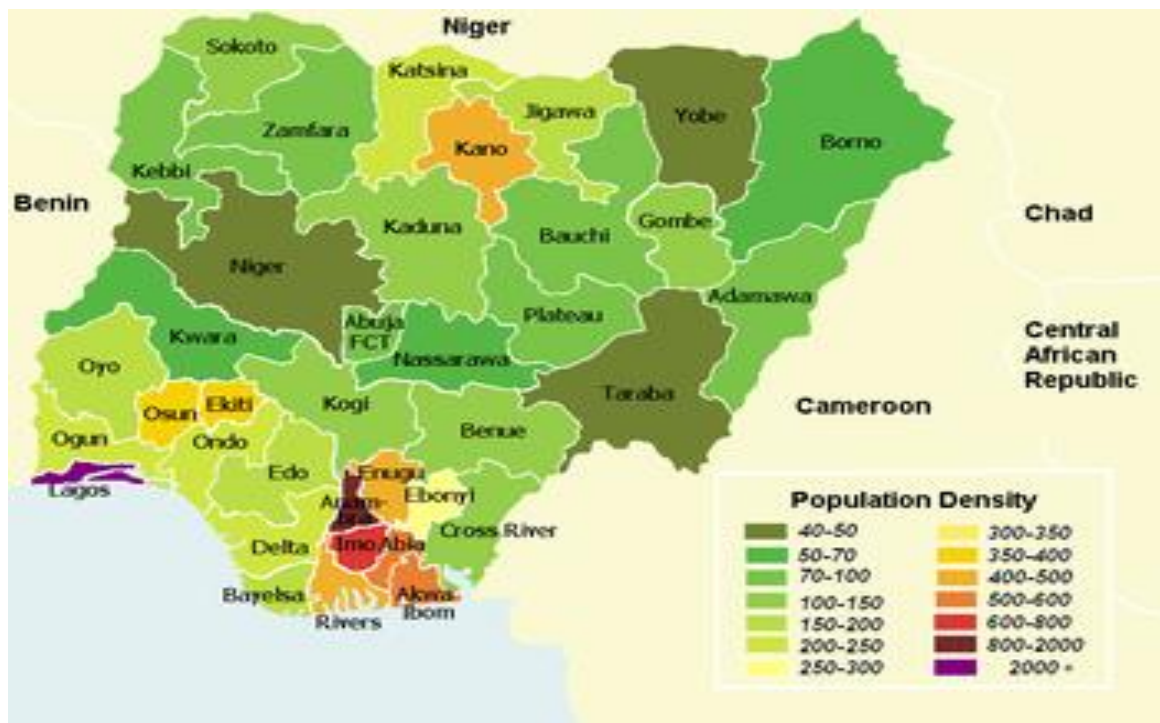 Niger
Sokoto
Katsina
Jigawa
Yobe
Zamfara
Kano
Borno
Kebbi
Benin
Chad
Gombe
Kaduna
Bauchi
Niger
Adamawa
Abuja
FCT
Plateau
Central
African
Republic
Kwara
Nassarawa
Oyo
Taraba
Kogi
Cameroon
Osun
Ekiti
Benue
Ogun
Ondo
Edo
Enugu
Lagos
Ebonyi
Anam-
bra
Cross River
Delta
Imo
Abia
Bayelsa
Akwa
Ibom
Rivers
Population Density
40-50
50-70
70-100
100-150
150-200
200-250
250-300
300-350
350-400
400-500
500-600
600-800
800-2000
2000 +